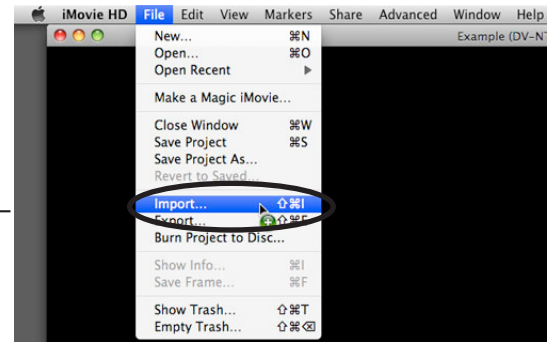 iMovie HD File Edit View Markers Share Advanced Window Help
Example (DV-NT
New... ⌘N
Open... ⌘O
Open Recent ▶
Make a Magic iMovie...
Close Window ⌘W
Save Project ⌘S
Save Project As...
Revert to Saved...
Import... ⇧⌘I
Export... ⇧⌘E
Burn Project to Disc...
Show Info... ⌘I
Save Frame... ⌘F
Show Trash... ⇧⌘T
Empty Trash... ⇧⌘⌫